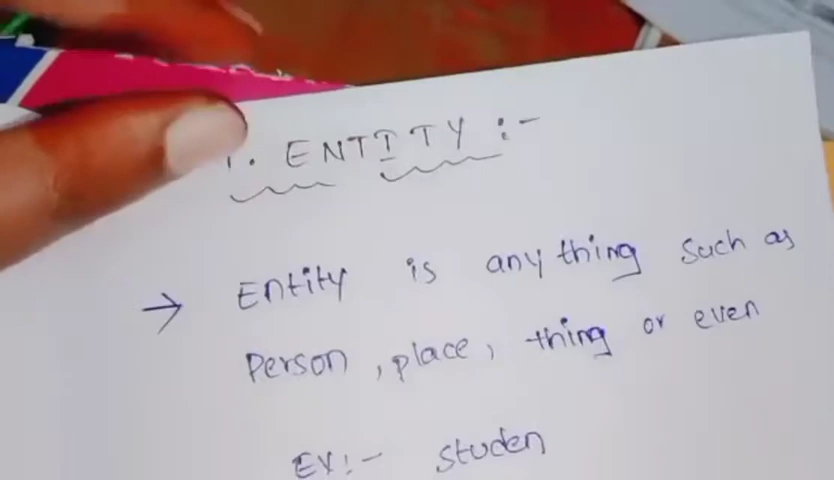 1. ENTITY :-
→ Entity is any thing such as
Person, place, thing or even
EX:- Studen